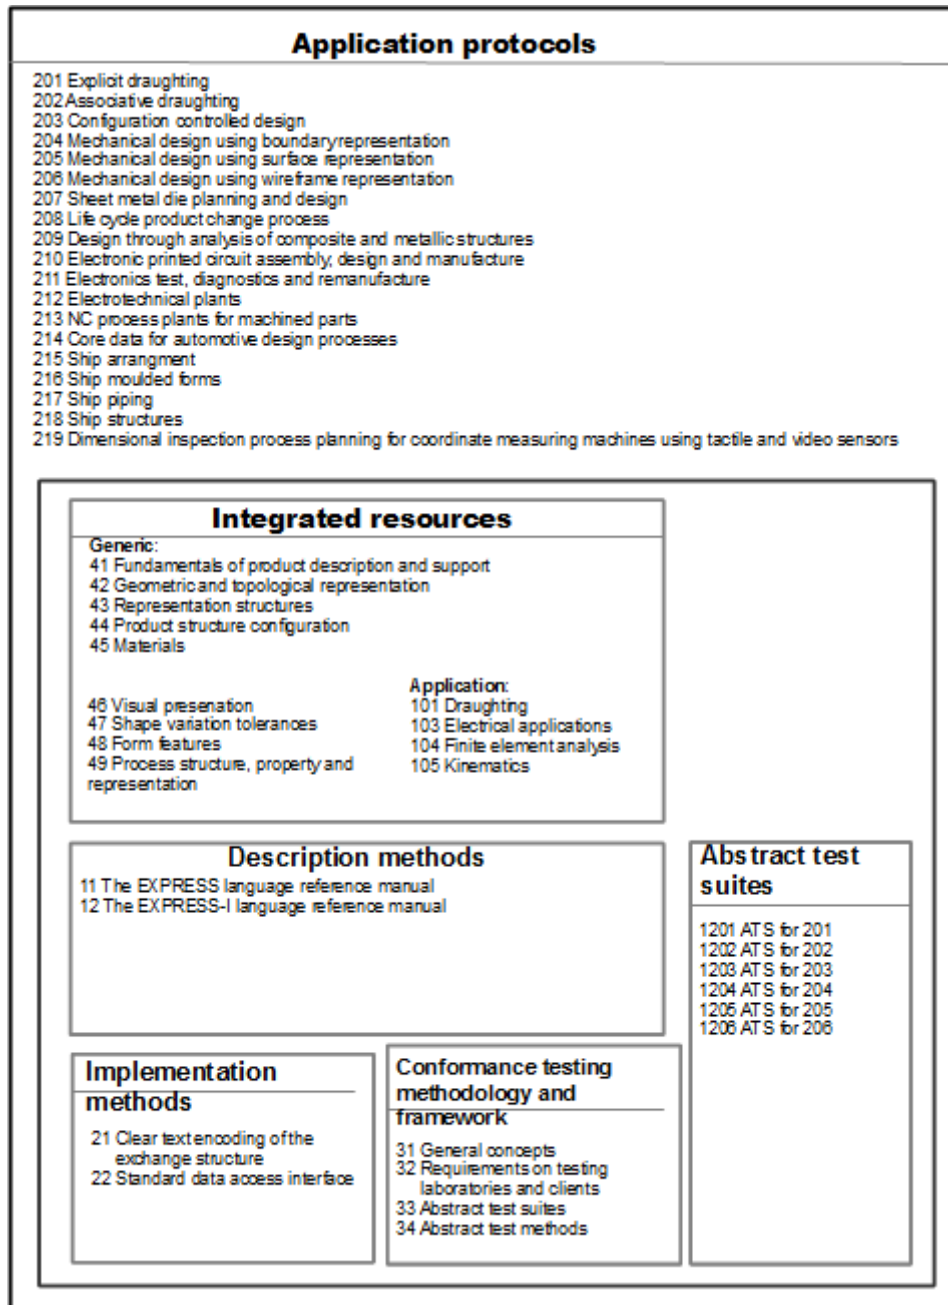 Application protocols
201 Explicit draughting
202 Associative draughting
203 Configuration controlled design
204 Mechanical design using boundary representation
205 Mechanical design using surface representation
206 Mechanical design using wireframe representation
207 Sheet metal die planning and design
208 Life cycle product change process
209 Design through analysis of composite and metallic structures
210 Electronic printed circuit assembly, design and manufacture
211 Electronics test, diagnostics and remanufacture
212 Electrotechnical plants
213 NC process plants for machined parts
214 Core data for automotive design processes
215 Ship arrangment
216 Ship moulded forms
217 Ship piping
218 Ship structures
219 Dimensional inspection process planning for coordinate measuring machines using tactile and video sensors
Integrated resources
Generic:
41 Fundamentals of product description and support
42 Geometric and topological representation
43 Representation structures
44 Product structure configuration
45 Materials
46 Visual presenation
47 Shape variation tolerances
48 Form features
49 Process structure, property and
representation
Application:
101 Draughting
103 Electrical applications
104 Finite element analysis
105 Kinematics
Description methods
11 The EXPRESS language reference manual
12 The EXPRESS-I language reference manual
Abstract test
suites
1201 ATS for 201
1202 ATS for 202
1203 ATS for 203
1204 ATS for 204
1205 ATS for 205
1206 ATS for 206
Implementation
methods
21 Clear text encoding of the
exchange structure
22 Standard data access interface
Conformance testing
methodology and
framework
31 General concepts
32 Requirements on testing
laboratories and clients
33 Abstract test suites
34 Abstract test methods